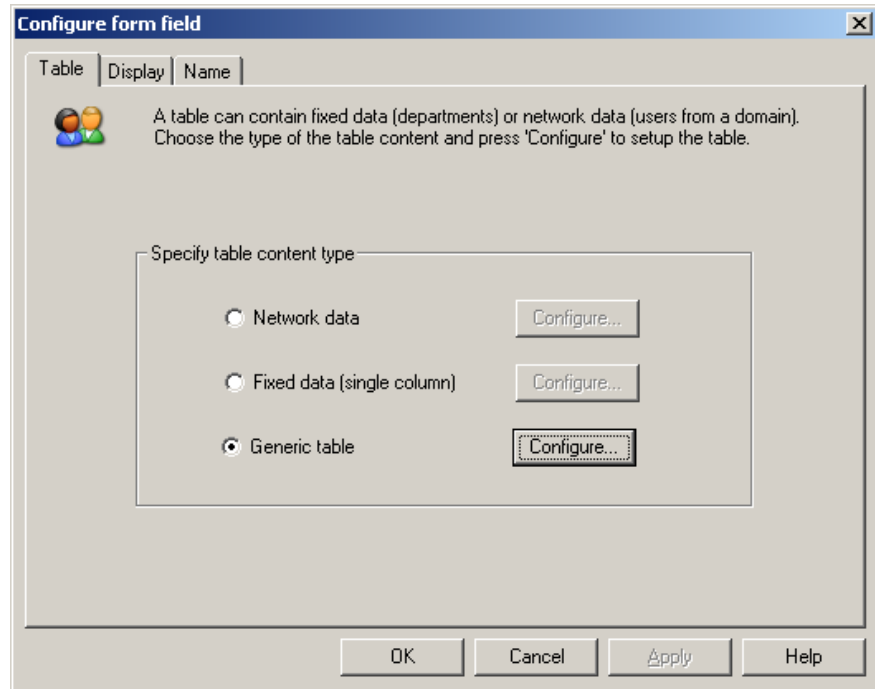 Configure form field
Table Display Name
A table can contain fixed data (departments) or network data (users from a domain).
Choose the type of the table content and press 'Configure' to setup the table.
Specify table content type
Network data Configure...
Fixed data (single column) Configure...
Generic table Configure...
OK Cancel Apply Help